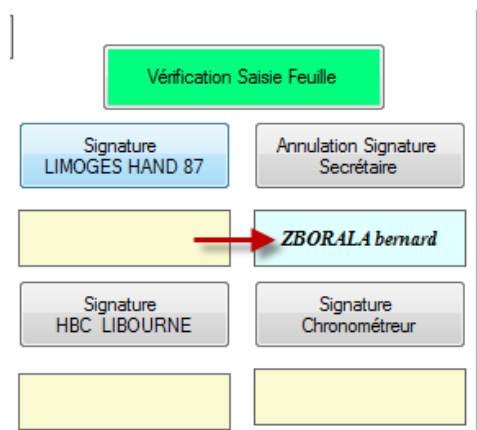 Vérification Saisie Feuille
Signature
LIMOGES HAND 87
Annulation Signature
Secrétaire
ZBORALA bernard
Signature
HBC LIBOURNE
Signature
Chronométreur